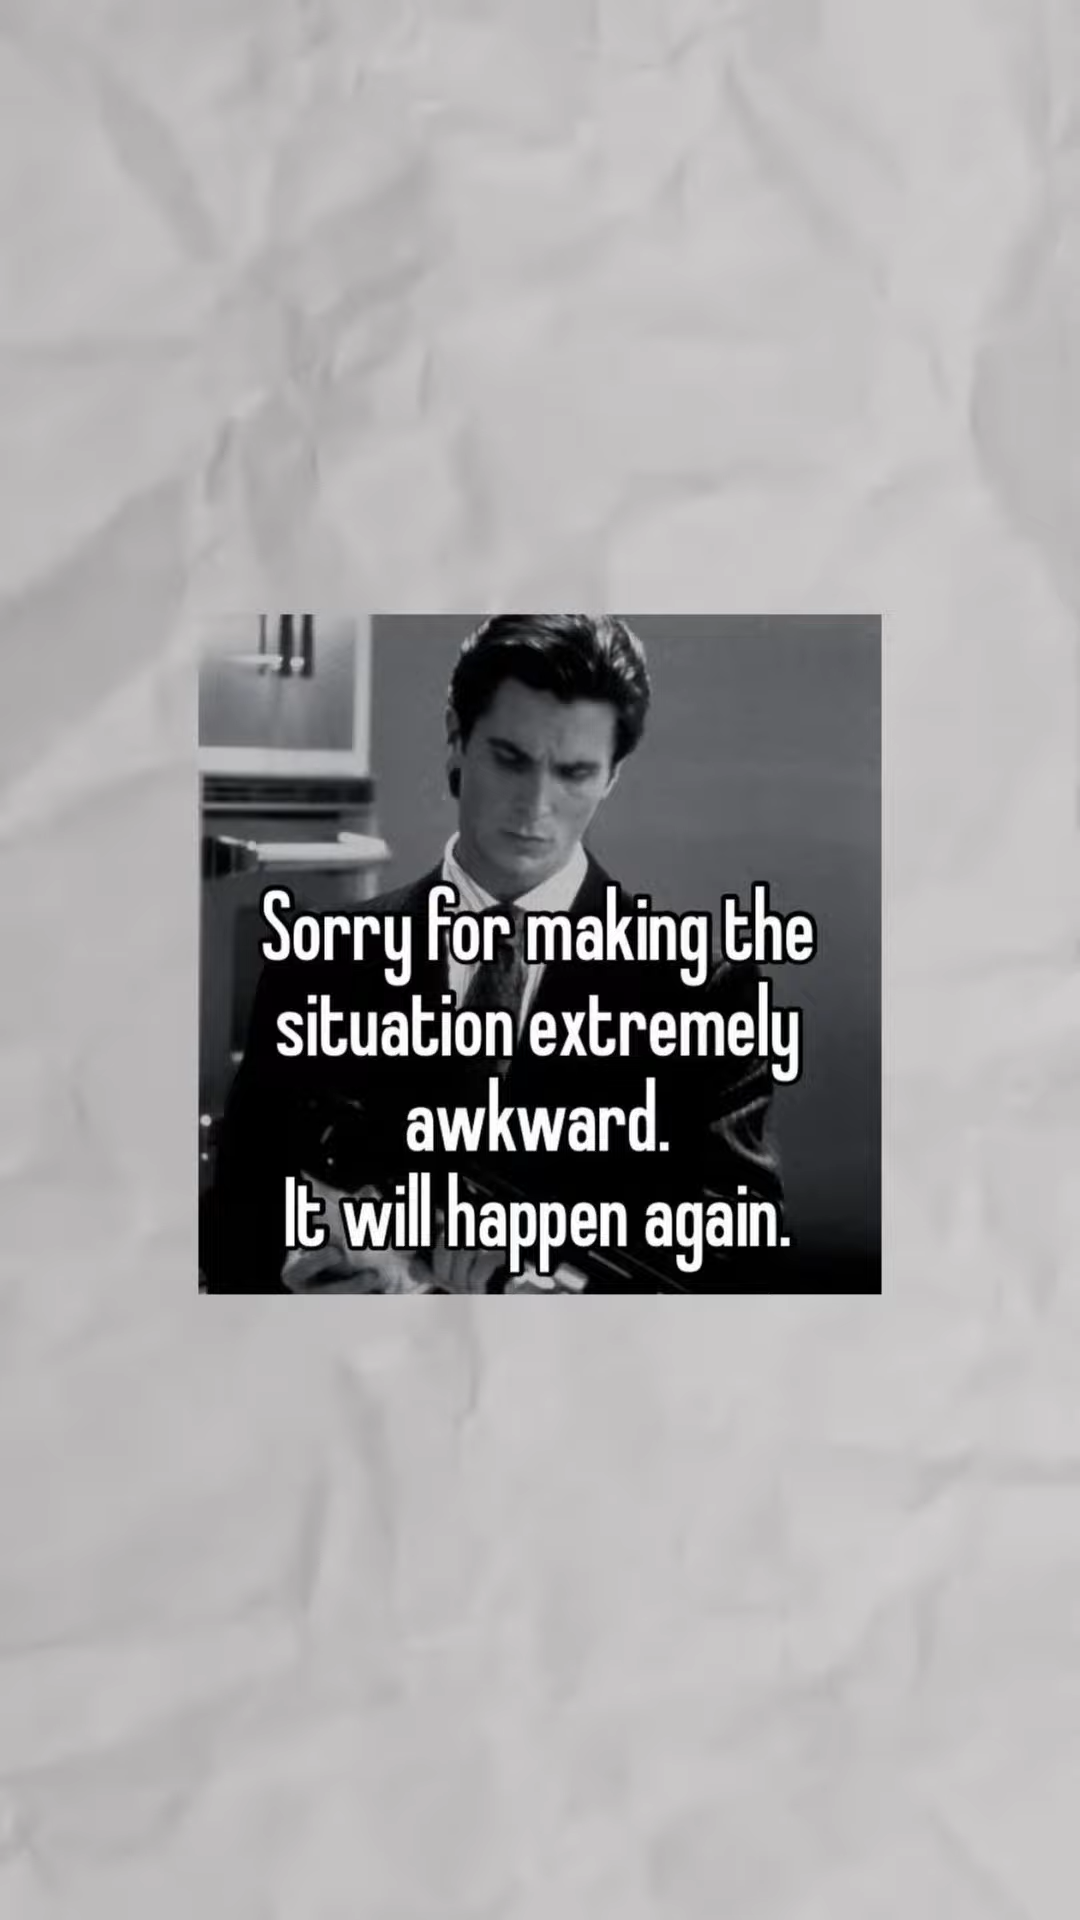 Sorry for making the
situation extremely
awkward.
It will happen again.